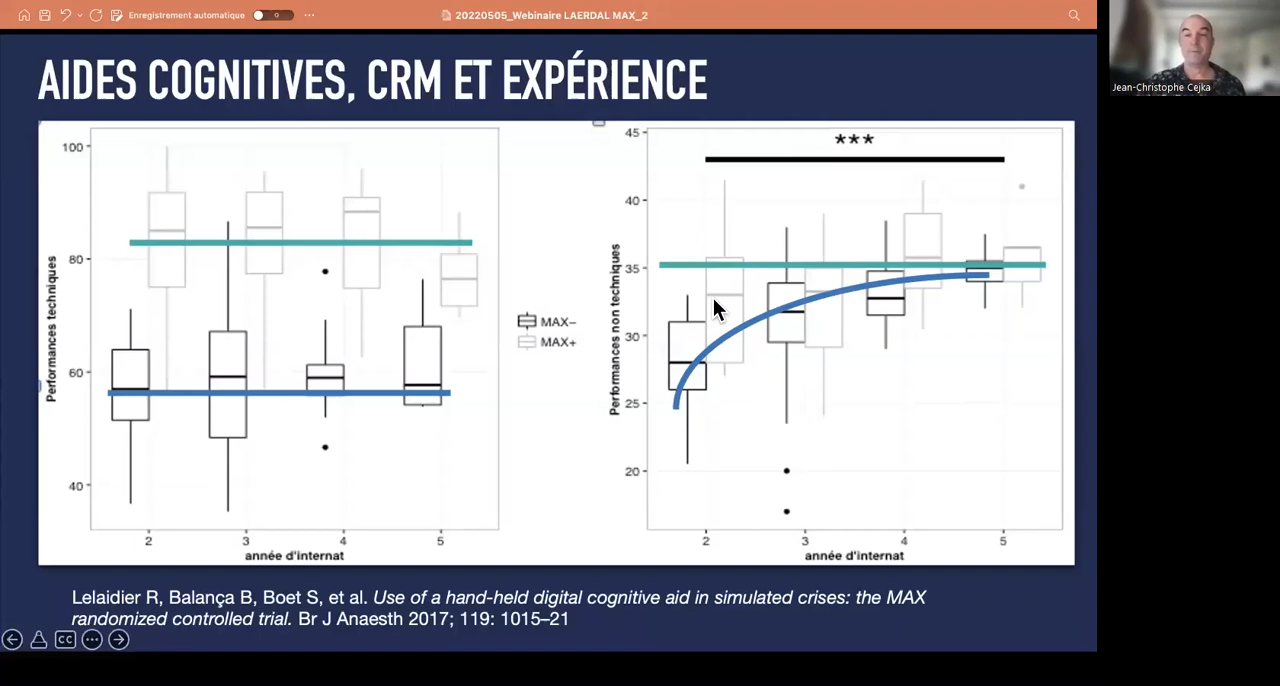 Enregistrement automatique
20220505_Webinaire LAERDAL MAX_2
Jean-Christophe Cejka
AIDES COGNITIVES, CRM ET EXPÉRIENCE
Performances techniques
100
80
60
40
2 3 4 5
année d'internat
MAX−
MAX+
Performances non techniques
45
40
35
30
25
20
***
2 3 4 5
année d'internat
Lelaidier R, Balança B, Boet S, et al. Use of a hand-held digital cognitive aid in simulated crises: the MAX
randomized controlled trial. Br J Anaesth 2017; 119: 1015–21
CC